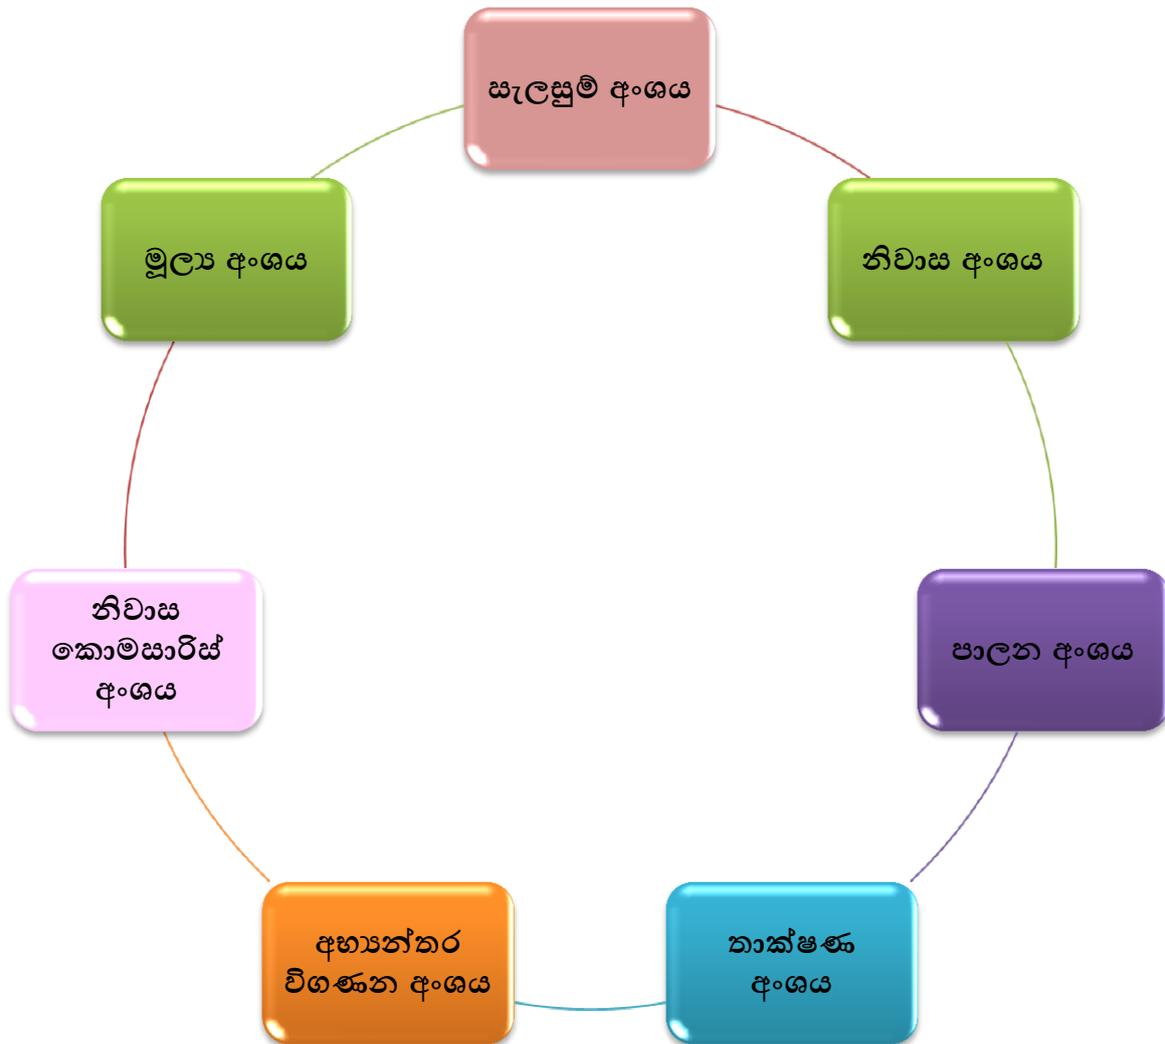 සැලසුම් අංශය
නිවාස අංශය
පාලන අංශය
තාක්ෂණ
අංශය
අභ්‍යන්තර
විගණන අංශය
නිවාස
කොමසාරිස්
අංශය
මූල්‍ය අංශය